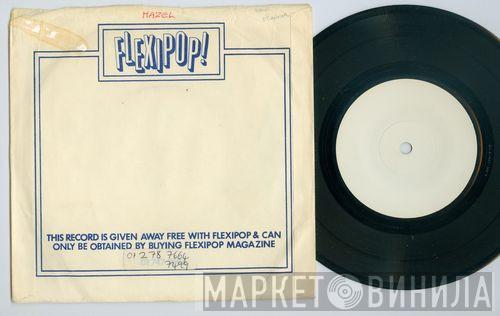 HAZEL
FLEXIPOP!
THIS RECORD IS GIVEN AWAY FREE WITH FLEXIPOP & CAN
ONLY BE OBTAINED BY BUYING FLEXIPOP MAGAZINE
01 278 7664
7499
МАРКЕТ ВИНИЛА